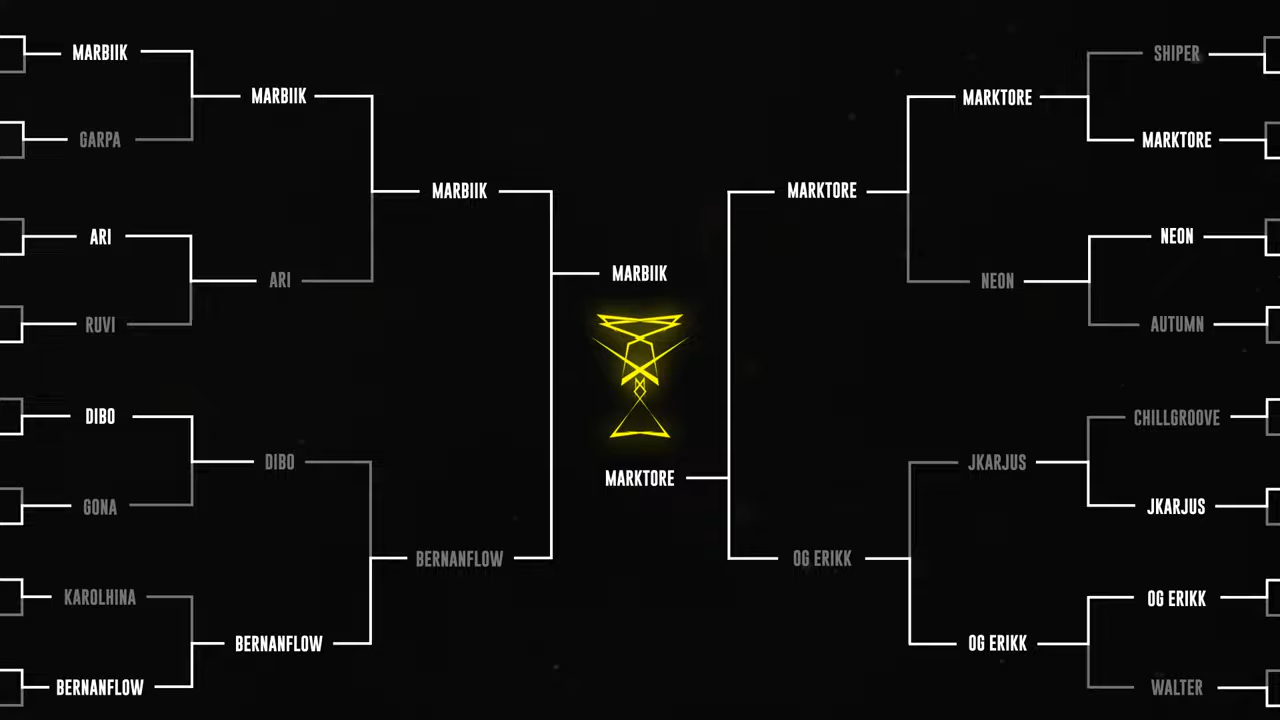 MARBIIK
GARPA
ARI
RUVI
DIBO
GONA
KAROLHINA
BERNANFLOW
MARBIIK
ARI
DIBO
BERNANFLOW
MARBIIK
BERNANFLOW
MARBIIK
MARKTORE
MARKTORE
OG ERIKK
MARKTORE
NEON
JKARJUS
OG ERIKK
SHIPER
MARKTORE
NEON
AUTUMN
CHILLGROOVE
JKARJUS
OG ERIKK
WALTER